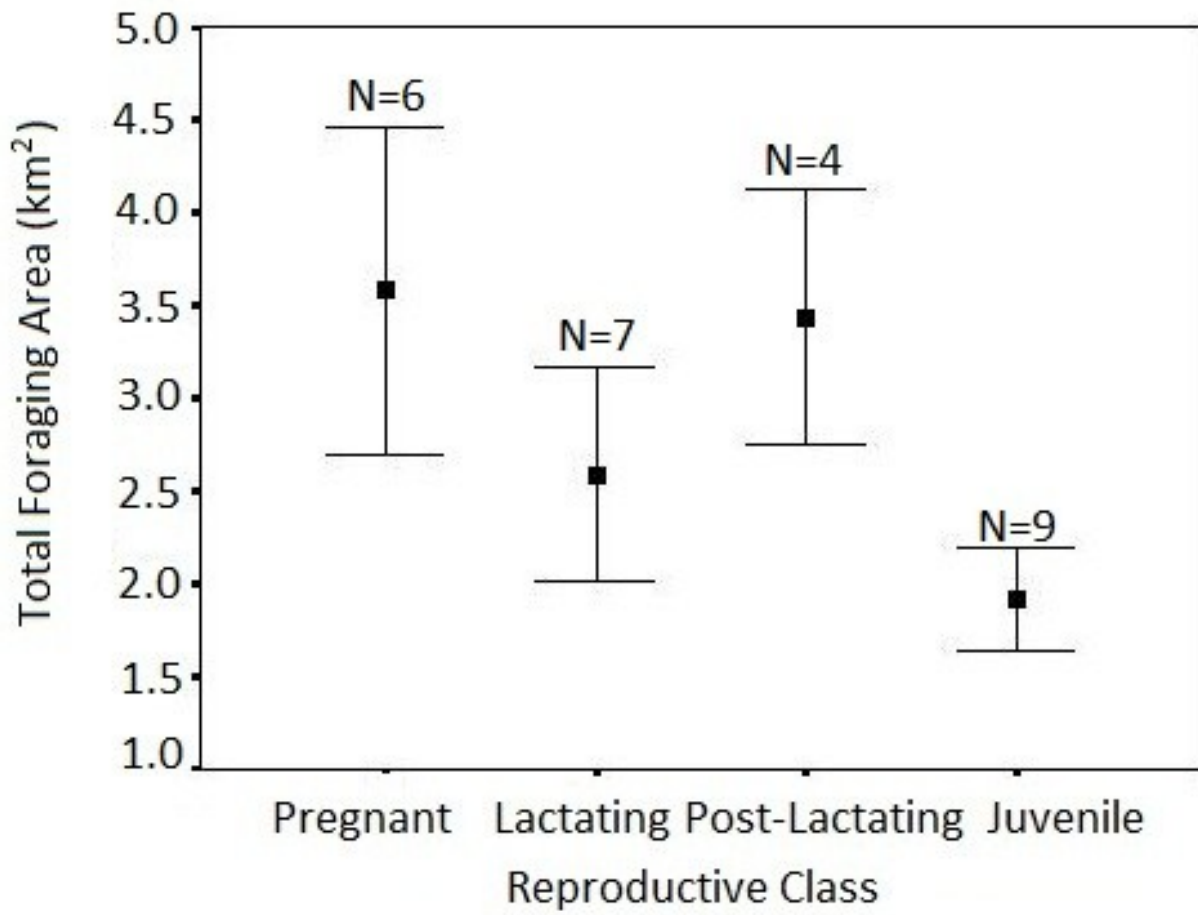 5.0
4.5
4.0
3.5
3.0
2.5
2.0
1.5
1.0
Total Foraging Area (km²)
N=6
N=7
N=4
N=9
Pregnant Lactating Post-Lactating Juvenile
Reproductive Class